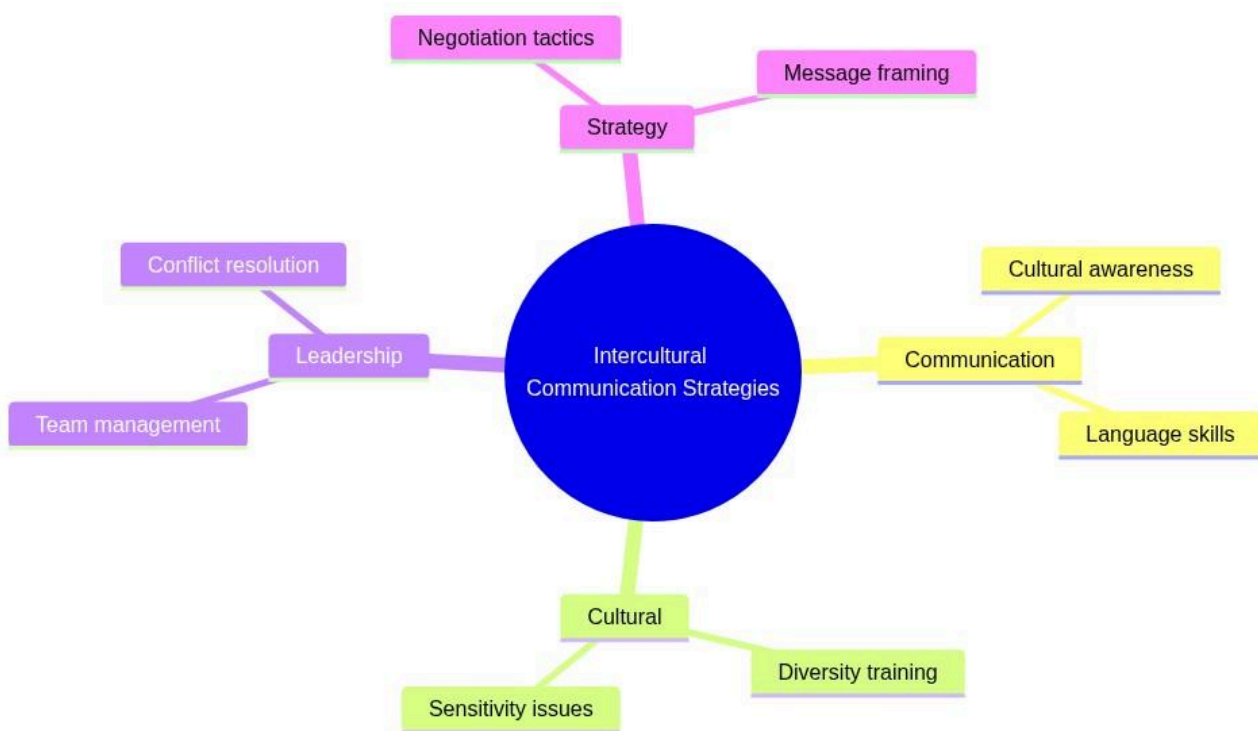 Negotiation tactics
Message framing
Strategy
Conflict resolution
Cultural awareness
Leadership
Intercultural
Communication Strategies
Communication
Team management
Language skills
Cultural
Diversity training
Sensitivity issues